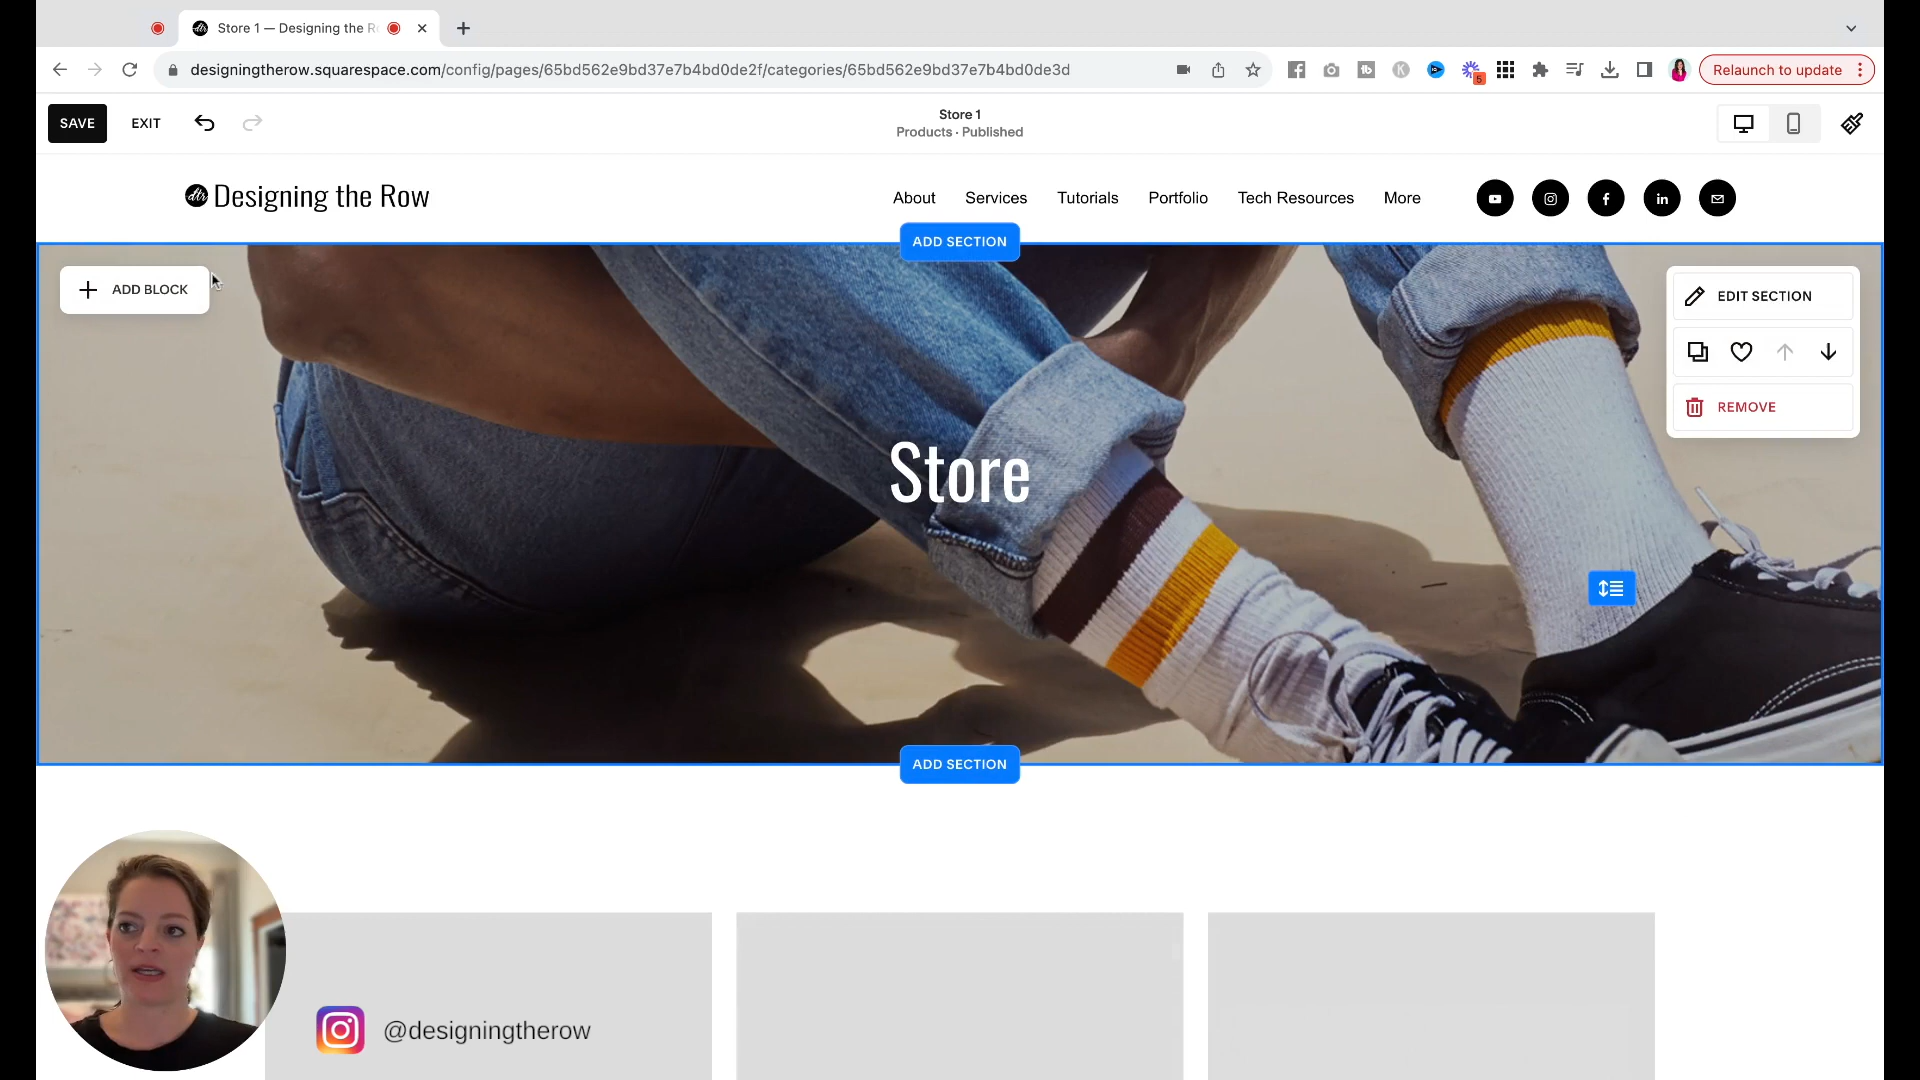 Store 1 — Designing the R
designingtherow.squarespace.com/config/pages/65bd562e9bd37e7b4bd0de2f/categories/65bd562e9bd37e7b4bd0de3d
5
Relaunch to update
SAVE
EXIT
Store 1
Products · Published
dtr
Designing the Row
About
Services
Tutorials
Portfolio
Tech Resources
More
ADD SECTION
ADD BLOCK
EDIT SECTION
REMOVE
Store
ADD SECTION
@designingtherow